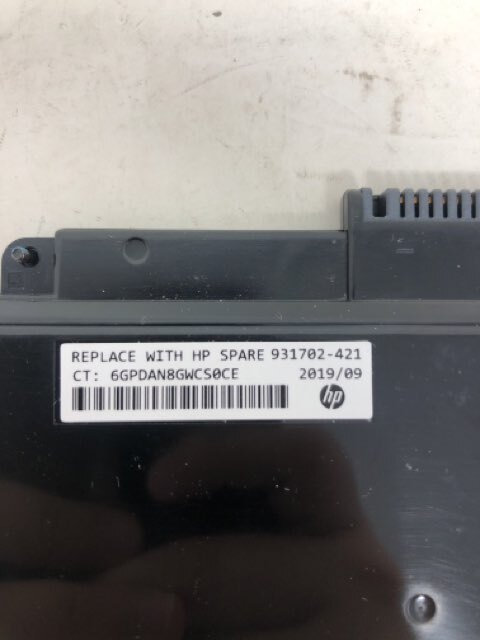 REPLACE WITH HP SPARE 931702-421
CT: 6GPDAN8GWCS0CE 2019/09
hp